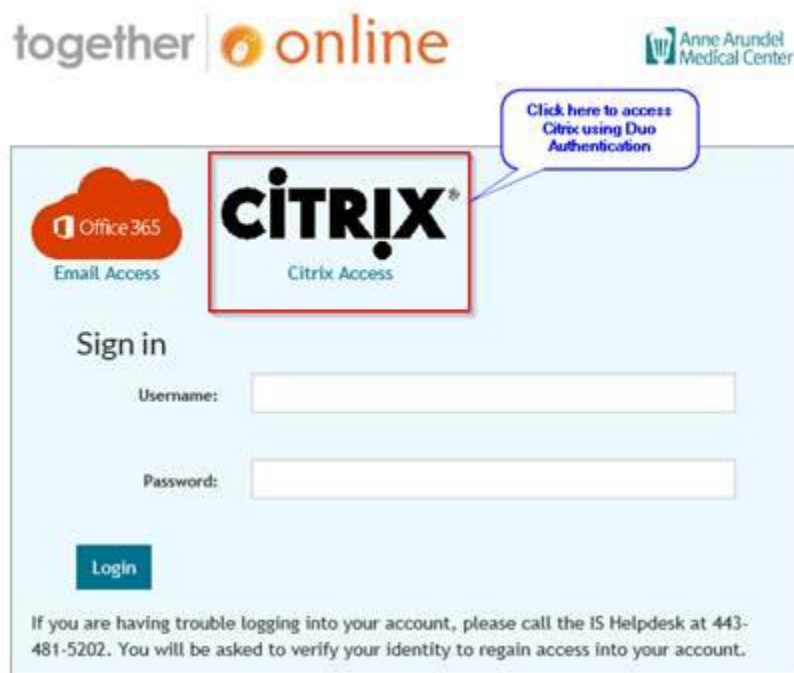 together online
Anne Arundel
Medical Center
Click here to access
Citrix using Duo
Authentication
Office 365
CİTRIX®
Email Access
Citrix Access
Sign in
Username:
Password:
Login
If you are having trouble logging into your account, please call the IS Helpdesk at 443-
481-5202. You will be asked to verify your identity to regain access into your account.